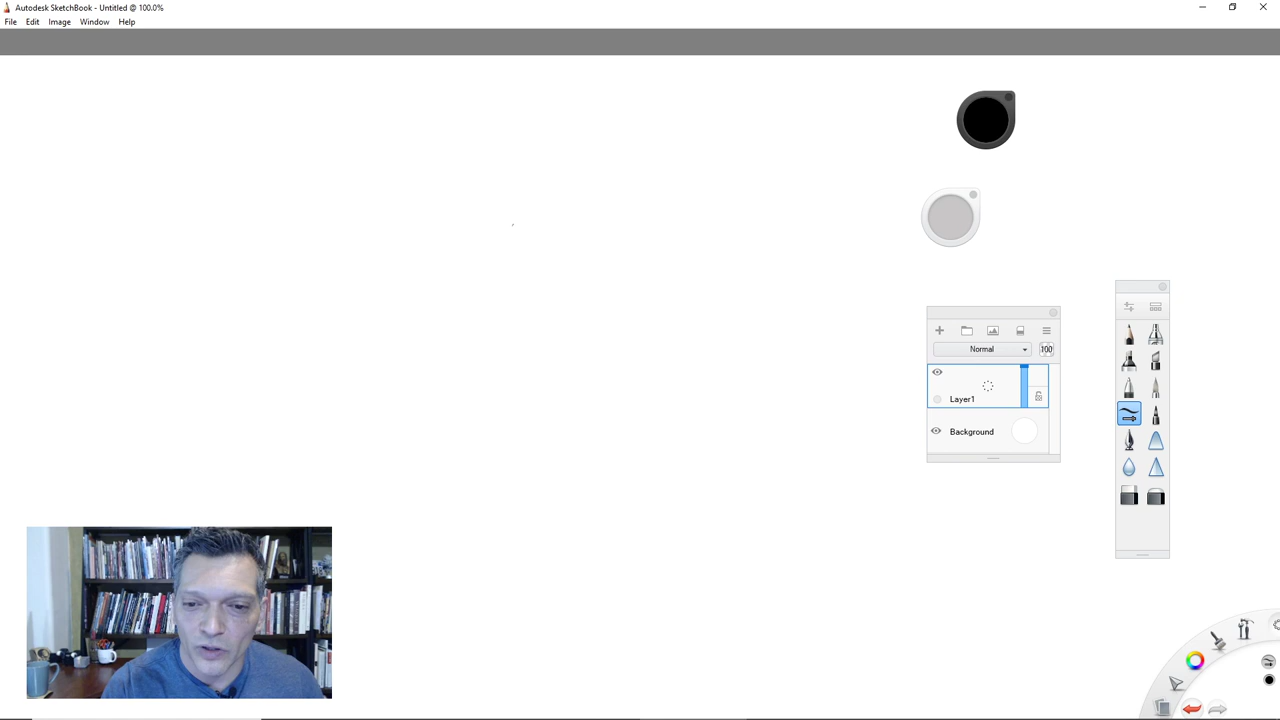 Autodesk SketchBook - Untitled @ 100.0%
File Edit Image Window Help
Normal 100
Layer1
Background